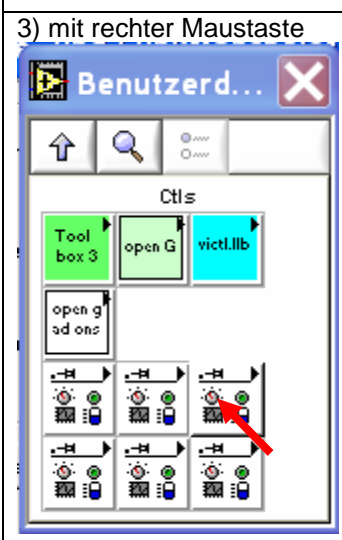 3) mit rechter Maustaste
Benutzerd...
Ctls
Tool
box 3
open G
victl.llb
open g
ad ons